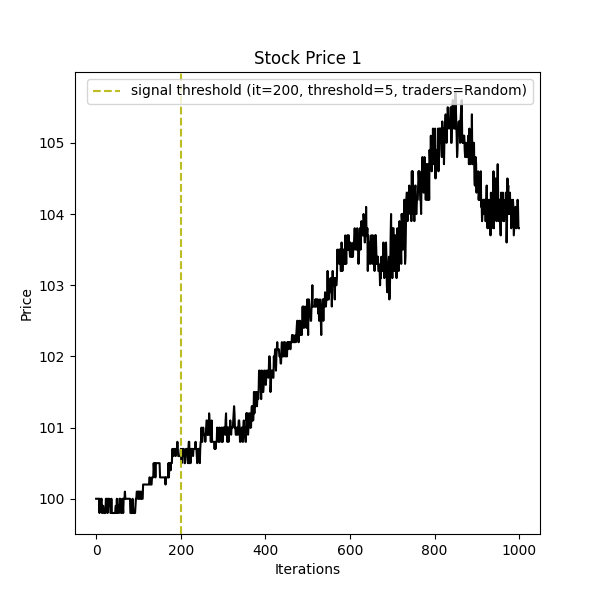 Stock Price 1
signal threshold (it=200, threshold=5, traders=Random)
105
104
103
102
101
100
Price
0 200 400 600 800 1000
Iterations